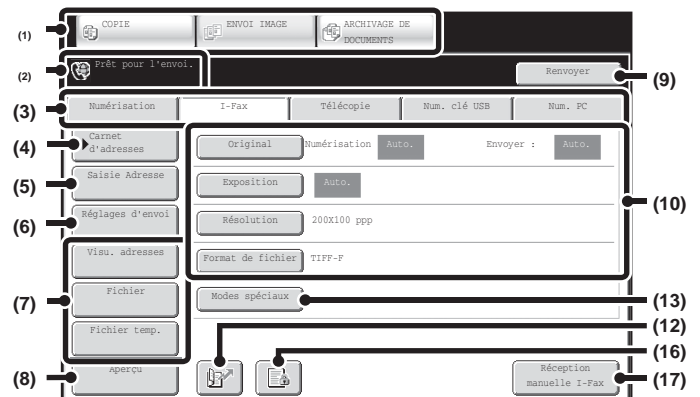 (1)
COPIE
ENVOI IMAGE
ARCHIVAGE DE
DOCUMENTS
(2)
Prêt pour l'envoi.
Renvoyer
(9)
(3)
Numérisation
I-Fax
Télécopie
Num. clé USB
Num. PC
(4)
Carnet
d'adresses
Original
Numérisation
Auto.
Envoyer :
Auto.
(5)
Saisie Adresse
Exposition
Auto.
(10)
(6)
Réglages d'envoi
Résolution
200X100 ppp
Visu. adresses
Format de fichier
TIFF-F
(7)
Fichier
Modes spéciaux
(13)
Fichier temp.
(12)
(16)
(8)
Aperçu
Réception
manuelle I-Fax
(17)